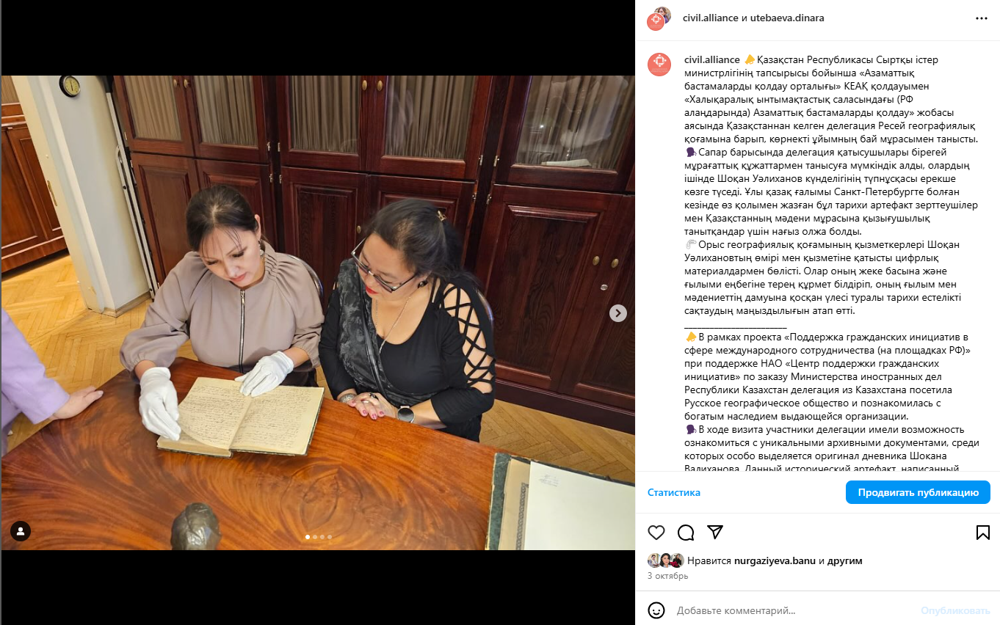 civil.alliance и utebaeva.dinara
civil.alliance 📣Қазақстан Республикасы Сыртқы істер
министрлігінің тапсырысы бойынша «Азаматтық
бастамаларды қолдау орталығы» КЕАҚ қолдауымен
«Халықаралық ынтымақтастық саласындағы (РФ
алаңдарында) Азаматтық бастамаларды қолдау» жобасы
аясында Қазақстаннан келген делегация Ресей географиялық
қоғамына барып, көрнекті ұйымның бай мұрасымен танысты.
🗣Сапар барысында делегация қатысушылары бірегей
мұрағаттық құжаттармен танысуға мүмкіндік алды, олардың
ішінде Шоқан Уәлиханов күнделігінің түпнұсқасы ерекше
көзге түседі. Ұлы қазақ ғалымы Санкт-Петербургте болған
кезінде өз қолымен жазған бұл тарихи артефакт зерттеушілер
мен Қазақстанның мәдени мұрасына қызығушылық
танытқандар үшін нағыз олжа болды.
Орыс географиялық қоғамының қызметкерлері Шоқан
Уәлихановтың өмірі мен қызметіне қатысты цифрлық
материалдармен бөлісті. Олар оның жеке басына және
ғылыми еңбегіне терең құрмет білдіріп, оның ғылым мен
мәдениеттің дамуына қосқан үлесі туралы тарихи естелікті
сақтаудың маңыздылығын атап өтті.
________________________
📣В рамках проекта «Поддержка гражданских инициатив в
сфере международного сотрудничества (на площадках РФ)»
при поддержке НАО «Центр поддержки гражданских
инициатив» по заказу Министерства иностранных дел
Республики Казахстан делегация из Казахстана посетила
Русское географическое общество и познакомилась с
богатым наследием выдающейся организации.
🗣В ходе визита участники делегации имели возможность
ознакомиться с уникальными архивными документами, среди
которых особо выделяется оригинал дневника Шокана
Валиханова. Данный исторический артефакт, написанный
Статистика
Продвигать публикацию
Нравится nurgaziyeva.banu и другим
3 октябрь
Добавьте комментарий...
Опубликовать